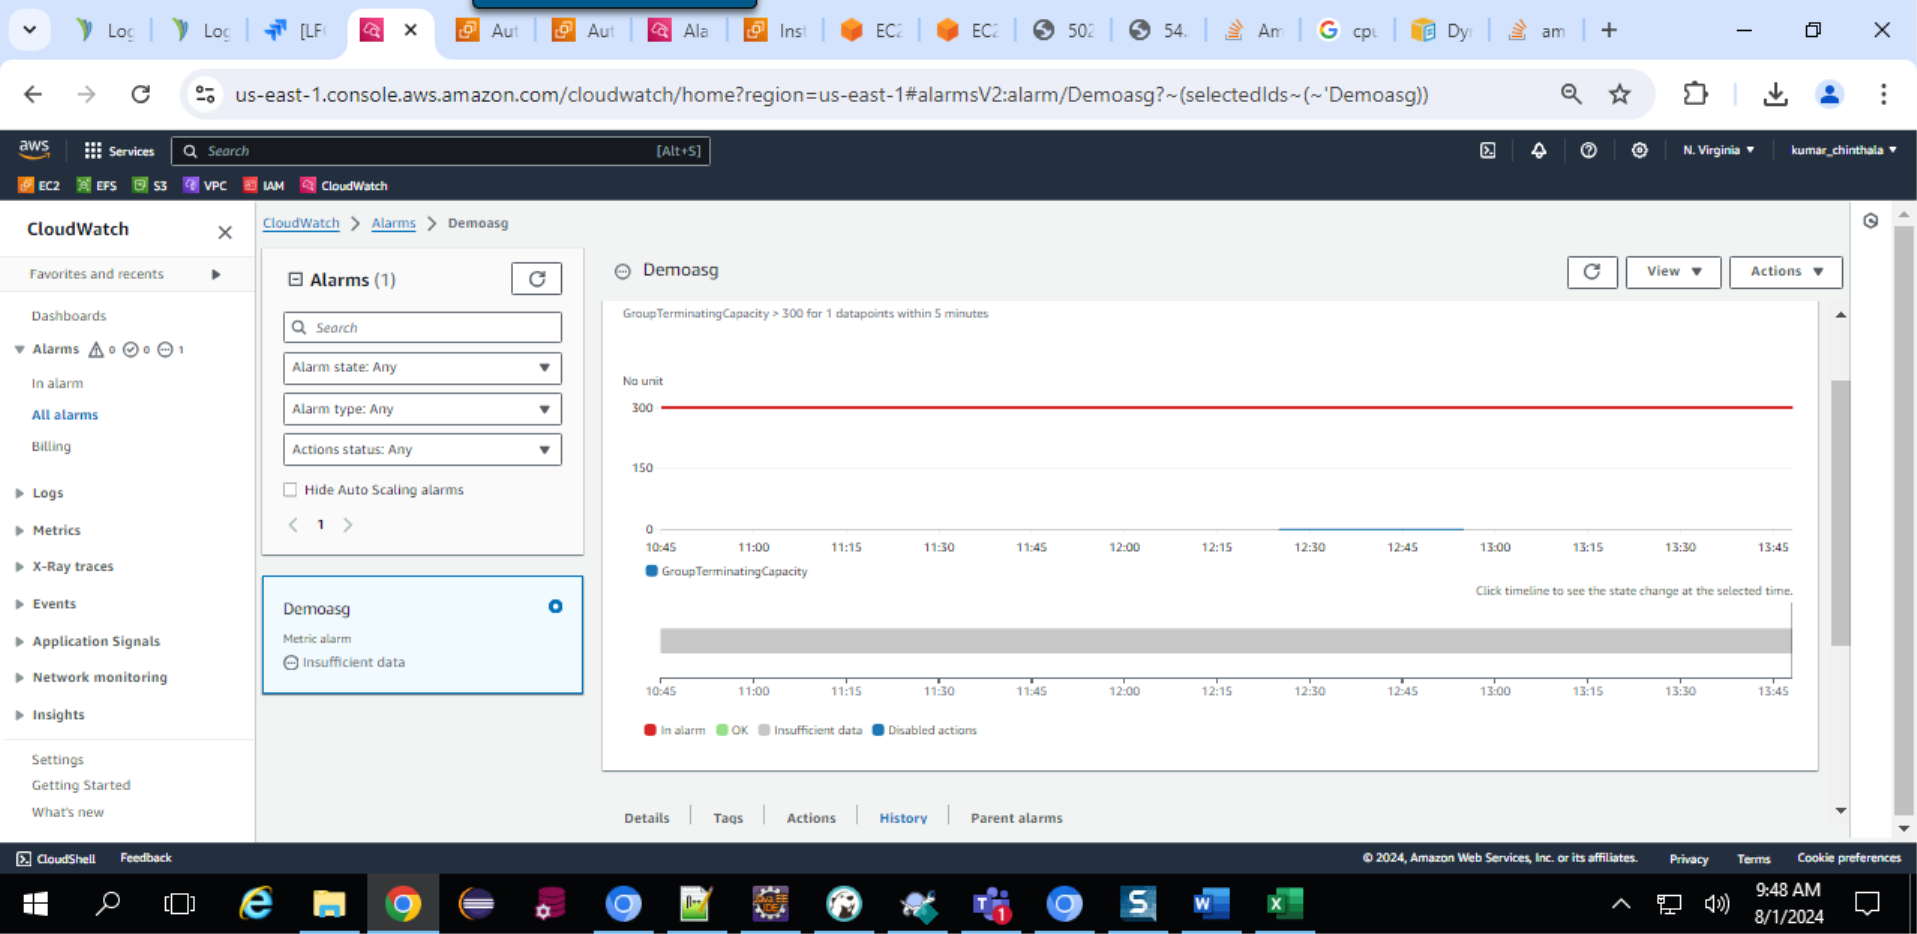 Log
Log
[LF
Aut
Aut
Ala
Inst
EC2
EC2
502
54.
Am
cpu
Dyn
am
us-east-1.console.aws.amazon.com/cloudwatch/home?region=us-east-1#alarmsV2:alarm/Demoasg?~(selectedIds~(~'Demoasg))
aws
Services
Search
[Alt+S]
N. Virginia
kumar_chinthala
EC2 EFS S3 VPC IAM CloudWatch
CloudWatch
Favorites and recents
Dashboards
Alarms 0 0 1
In alarm
All alarms
Billing
Logs
Metrics
X-Ray traces
Events
Application Signals
Network monitoring
Insights
Settings
Getting Started
What's new
CloudWatch > Alarms > Demoasg
Alarms (1)
Search
Alarm state: Any
Alarm type: Any
Actions status: Any
Hide Auto Scaling alarms
1
Demoasg
Metric alarm
Insufficient data
Demoasg
View
Actions
GroupTerminatingCapacity > 300 for 1 datapoints within 5 minutes
No unit
300
150
0
10:45 11:00 11:15 11:30 11:45 12:00 12:15 12:30 12:45 13:00 13:15 13:30 13:45
GroupTerminatingCapacity
Click timeline to see the state change at the selected time.
10:45 11:00 11:15 11:30 11:45 12:00 12:15 12:30 12:45 13:00 13:15 13:30 13:45
In alarm OK Insufficient data Disabled actions
Details Tags Actions History Parent alarms
CloudShell Feedback
© 2024, Amazon Web Services, Inc. or its affiliates. Privacy Terms Cookie preferences
9:48 AM
8/1/2024